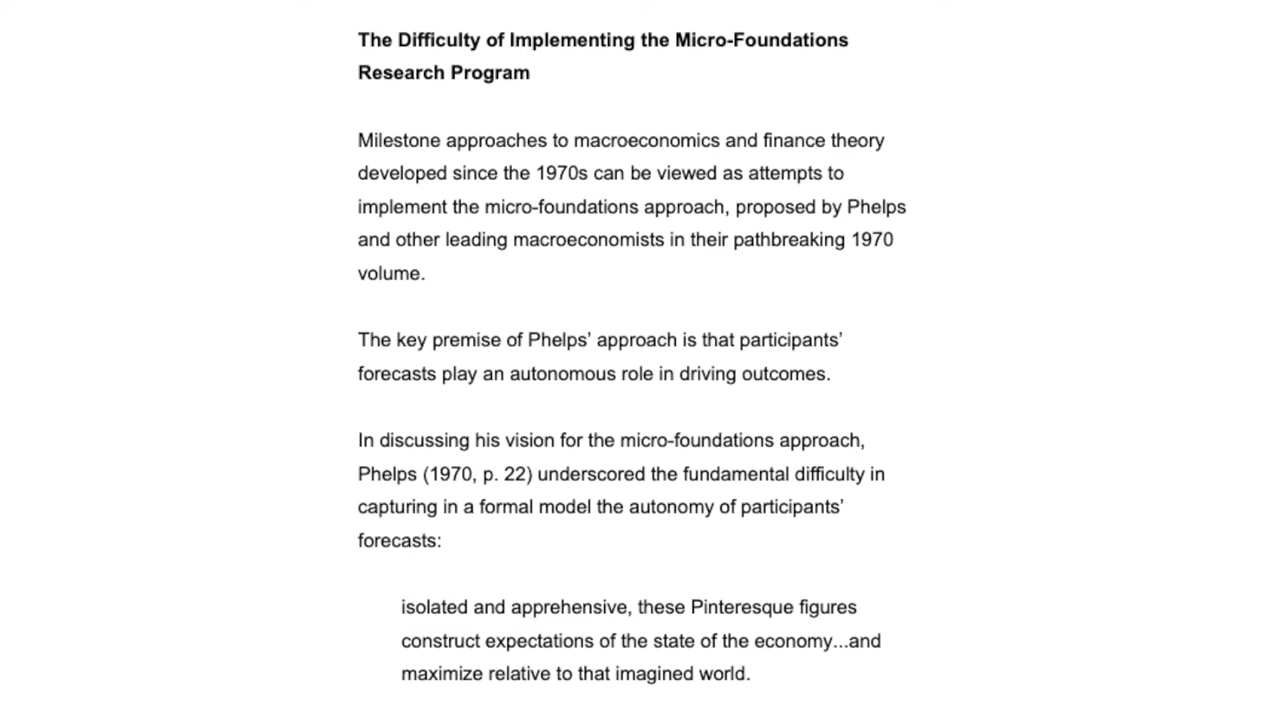 The Difficulty of Implementing the Micro-Foundations
Research Program
Milestone approaches to macroeconomics and finance theory
developed since the 1970s can be viewed as attempts to
implement the micro-foundations approach, proposed by Phelps
and other leading macroeconomists in their pathbreaking 1970
volume.
The key premise of Phelps’ approach is that participants’
forecasts play an autonomous role in driving outcomes.
In discussing his vision for the micro-foundations approach,
Phelps (1970, p. 22) underscored the fundamental difficulty in
capturing in a formal model the autonomy of participants’
forecasts:
isolated and apprehensive, these Pinteresque figures
construct expectations of the state of the economy...and
maximize relative to that imagined world.